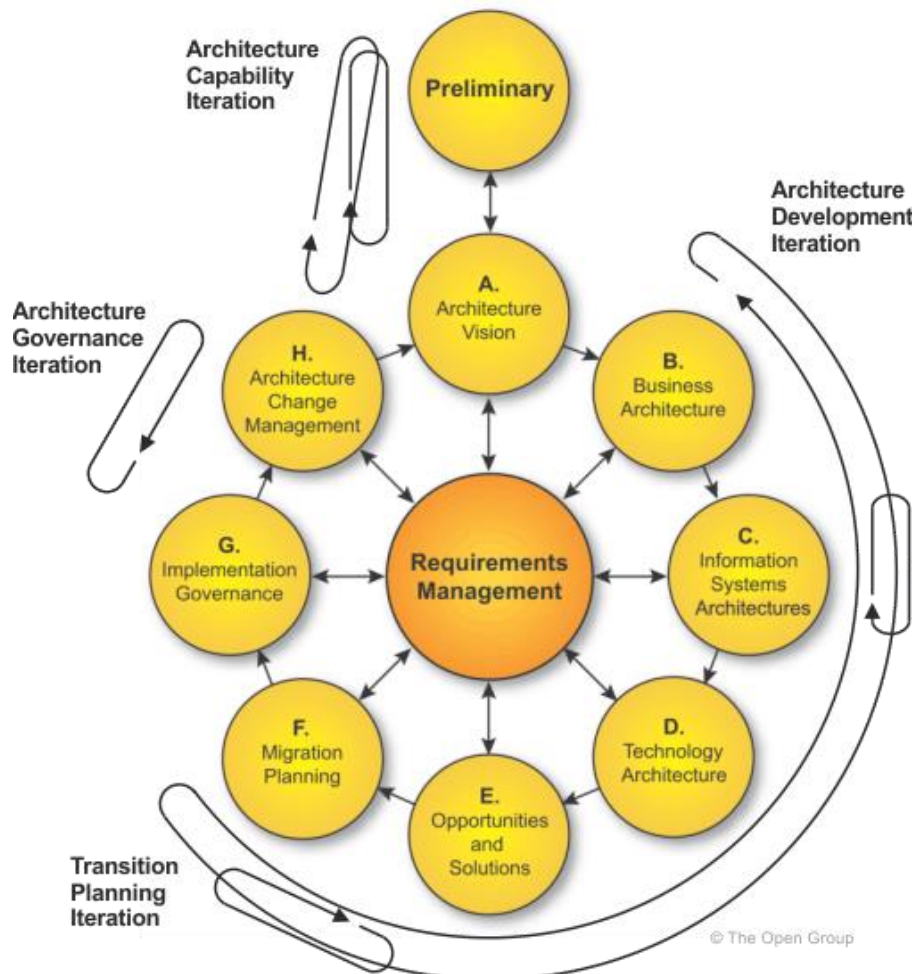 Architecture
Capability
Iteration
Preliminary
Architecture
Development
Iteration
Architecture
Governance
Iteration
A.
Architecture
Vision
H.
Architecture
Change
Management
B.
Business
Architecture
G.
Implementation
Governance
Requirements
Management
C.
Information
Systems
Architectures
F.
Migration
Planning
D.
Technology
Architecture
E.
Opportunities
and
Solutions
Transition
Planning
Iteration
© The Open Group